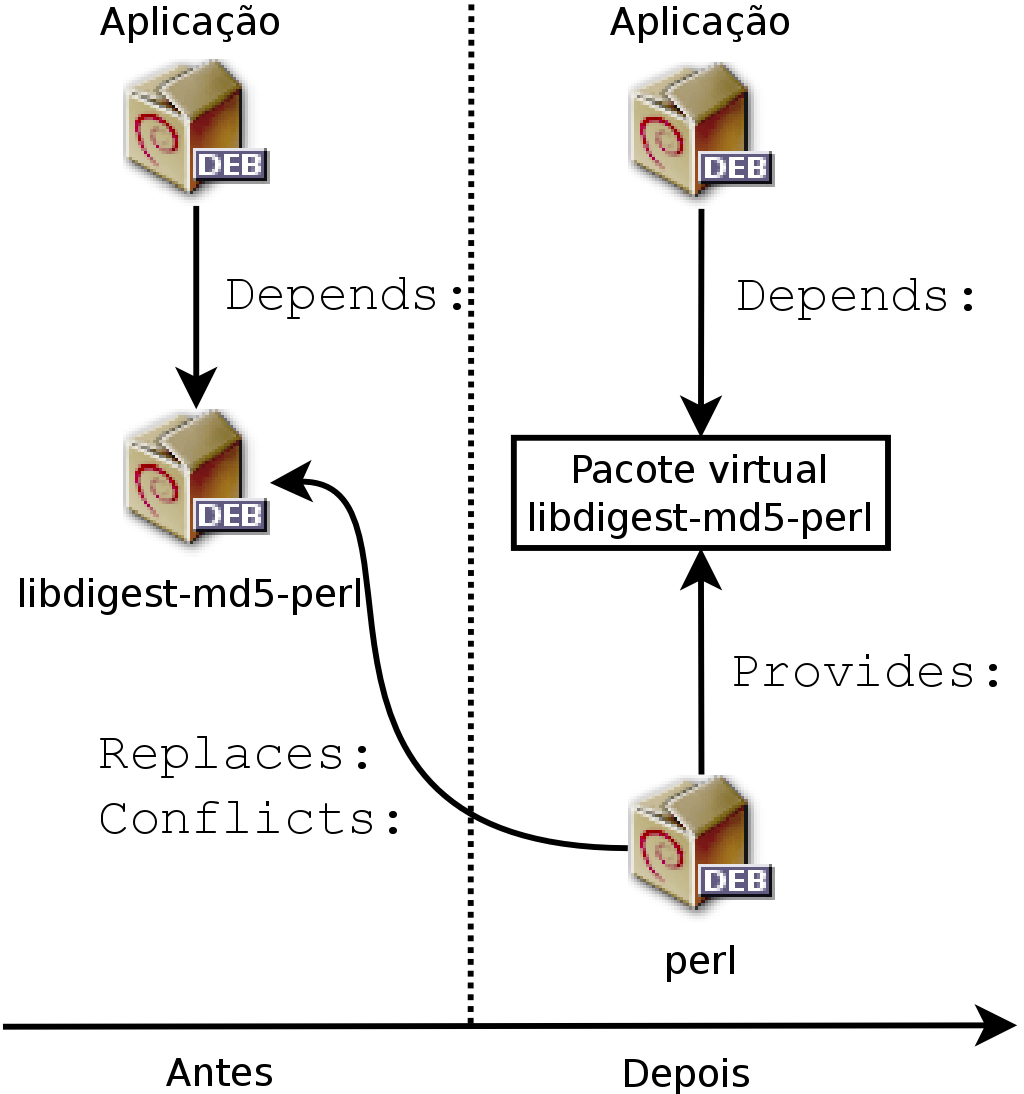 Aplicação
Aplicação
DEB
DEB
Depends:
Depends:
DEB
Pacote virtual
libdigest-md5-perl
libdigest-md5-perl
Provides:
Replaces:
Conflicts:
DEB
perl
Antes
Depois